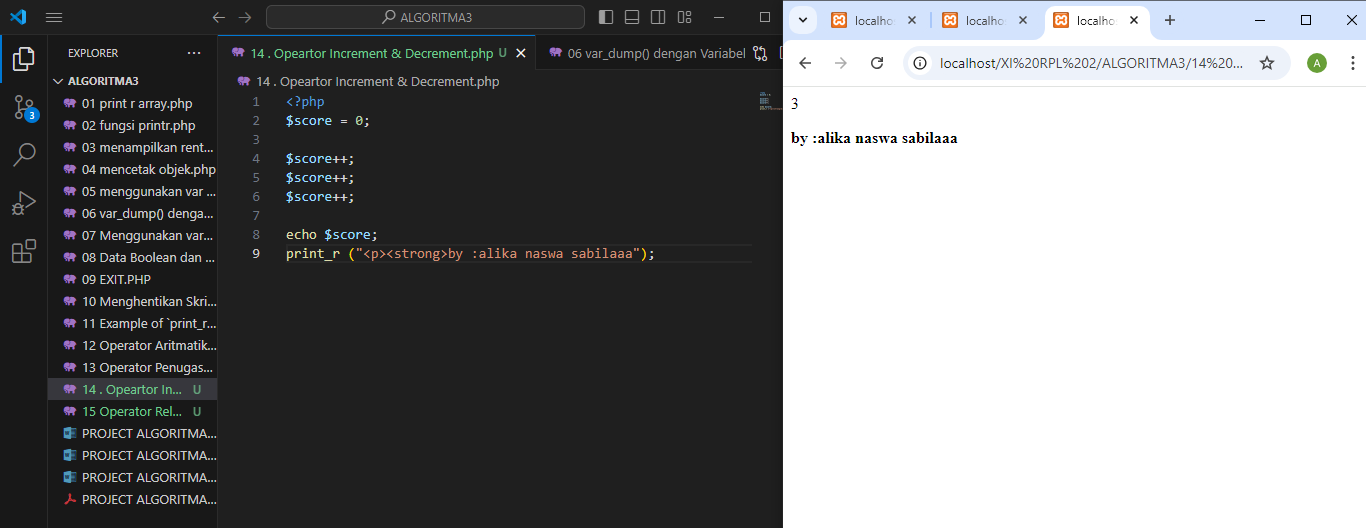 ALGORITMA3
localho
localho
localho
localhost/XI%20RPL%202/ALGORITMA3/14%20...
A
EXPLORER
ALGORITMA3
01 print r array.php
02 fungsi printr.php
03 menampilkan rent...
04 mencetak objek.php
05 menggunakan var ...
06 var_dump() denga...
07 Menggunakan var...
08 Data Boolean dan ...
09 EXIT.PHP
10 Menghentikan Skri...
11 Example of `print_r...
12 Operator Aritmatik...
13 Operator Penugas...
14 . Opeartor In... U
15 Operator Rel... U
PROJECT ALGORITMA...
PROJECT ALGORITMA...
PROJECT ALGORITMA...
PROJECT ALGORITMA...
3
14 . Opeartor Increment & Decrement.php U
06 var_dump() dengan Variabel
14 . Opeartor Increment & Decrement.php
1 <?php
2 $score = 0;
3
4 $score++;
5 $score++;
6 $score++;
7
8 echo $score;
9 print_r ("<p><strong>by :alika naswa sabilaaa");
3
by :alika naswa sabilaaa